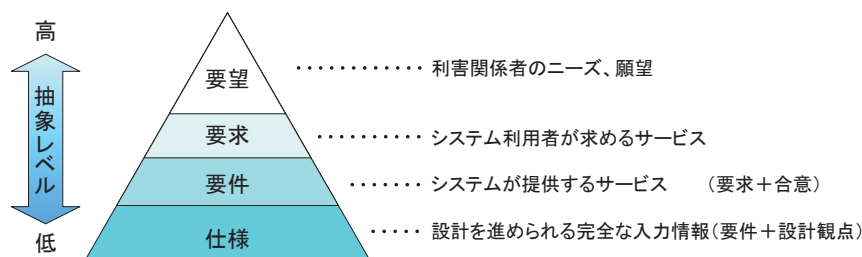 高
抽象レベル
低
要望 ············ 利害関係者のニーズ、願望
要求 ·········· システム利用者が求めるサービス
要件 ········ システムが提供するサービス （要求＋合意）
仕様 ····· 設計を進められる完全な入力情報（要件＋設計観点）